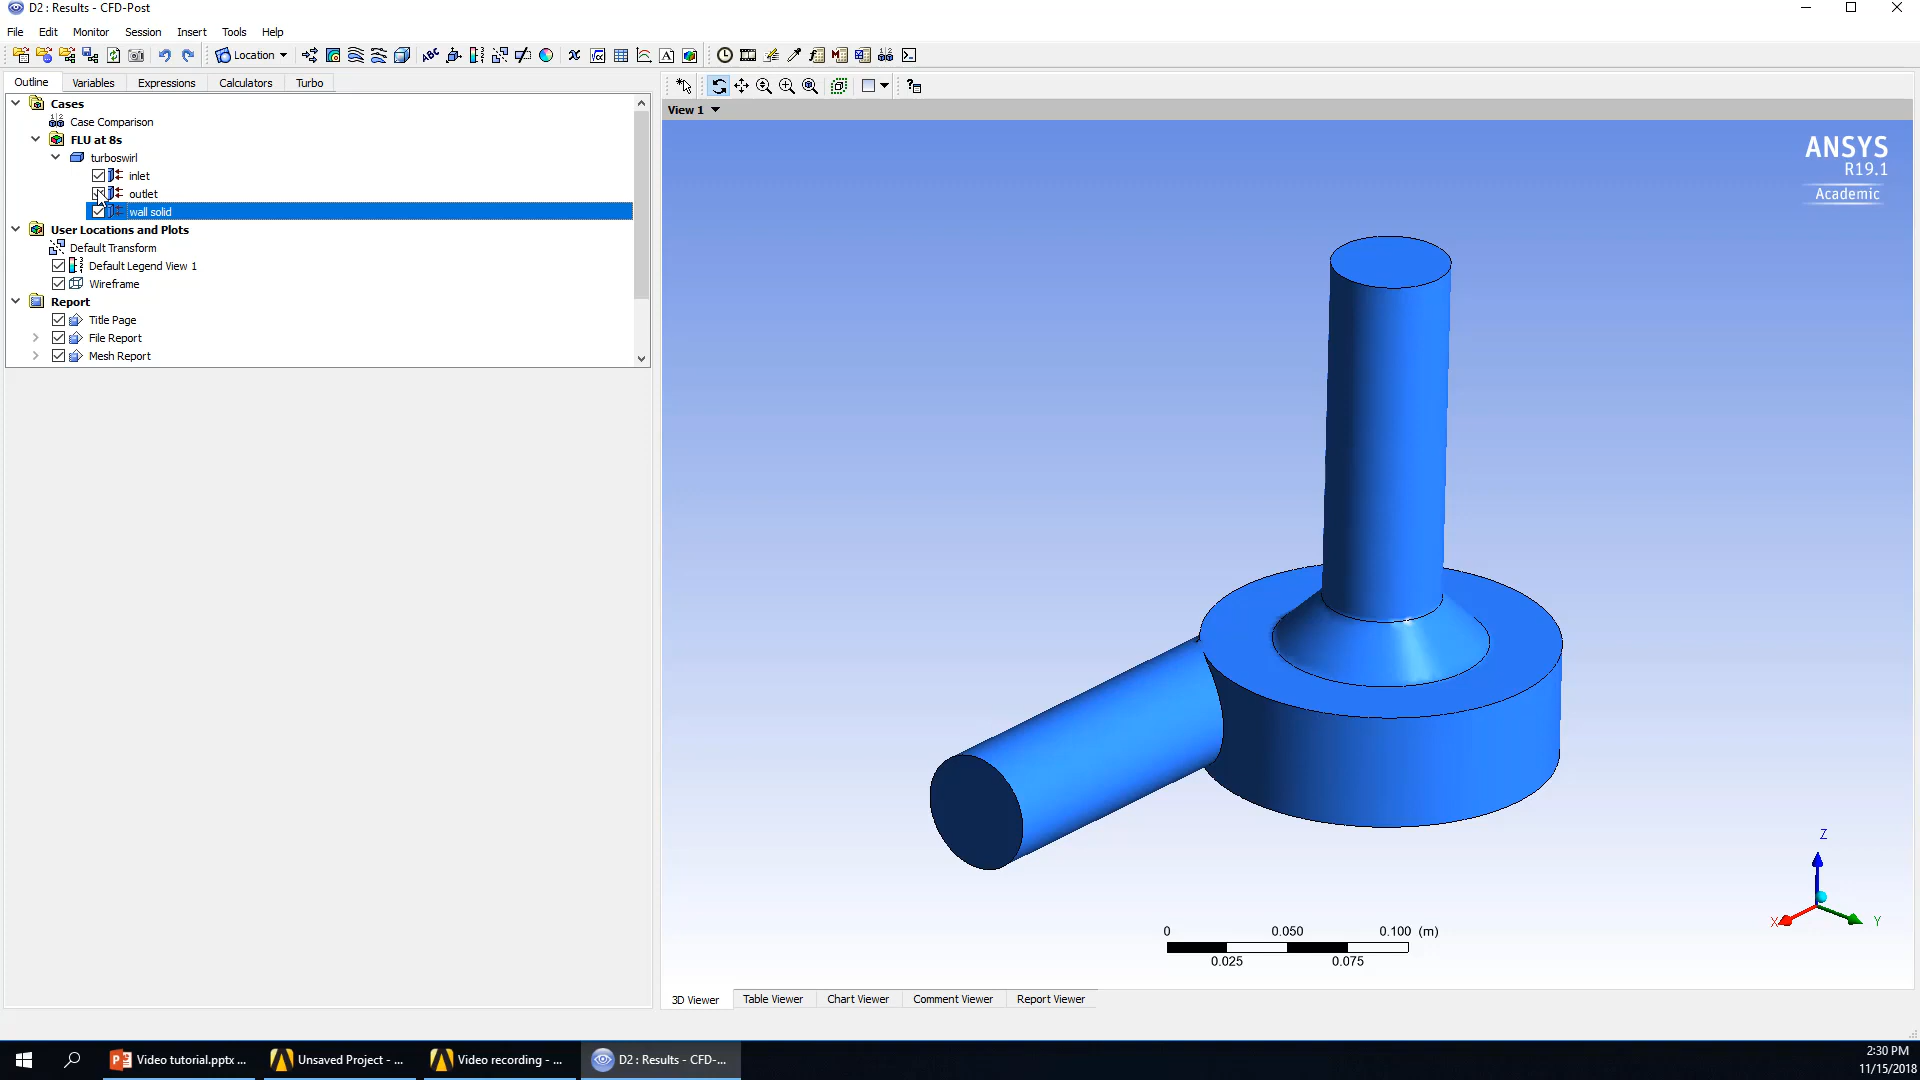 D2 : Results - CFD-Post
File Edit Monitor Session Insert Tools Help
Location
Outline Variables Expressions Calculators Turbo
Cases
Case Comparison
FLU at 8s
turboswirl
inlet
outlet
wall solid
User Locations and Plots
Default Transform
Default Legend View 1
Wireframe
Report
Title Page
File Report
Mesh Report
View 1
ANSYS
R19.1
Academic
Z
X
Y
0 0.050 0.100 (m)
0.025 0.075
3D Viewer Table Viewer Chart Viewer Comment Viewer Report Viewer
Video tutorial.pptx ... Unsaved Project - ... Video recording - ... D2 : Results - CFD-...
2:30 PM
11/15/2018